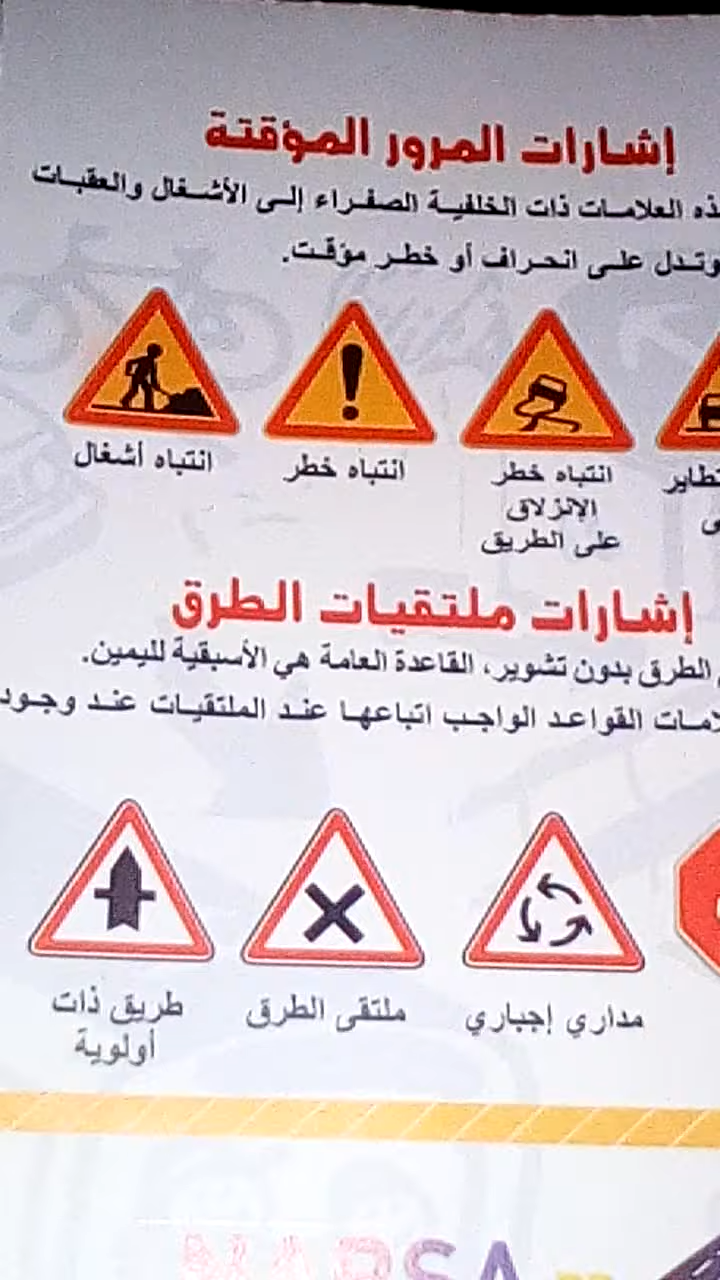 إشارات المرور المؤقتة
العلامات ذات الخلفية الصفراء إلى الأشغال والعقبات
وتدل على انحراف أو خطر مؤقت.
انتباه خطر الإنزلاق على الطريق
انتباه خطر
انتباه أشغال
إشارات ملتقيات الطرق
الطرق بدون تشوير، القاعدة العامة هي الأسبقية لليمين.
القواعد الواجب اتباعها عند الملتقيات عند وجود
مداري إجباري
ملتقى الطرق
طريق ذات
أولوية